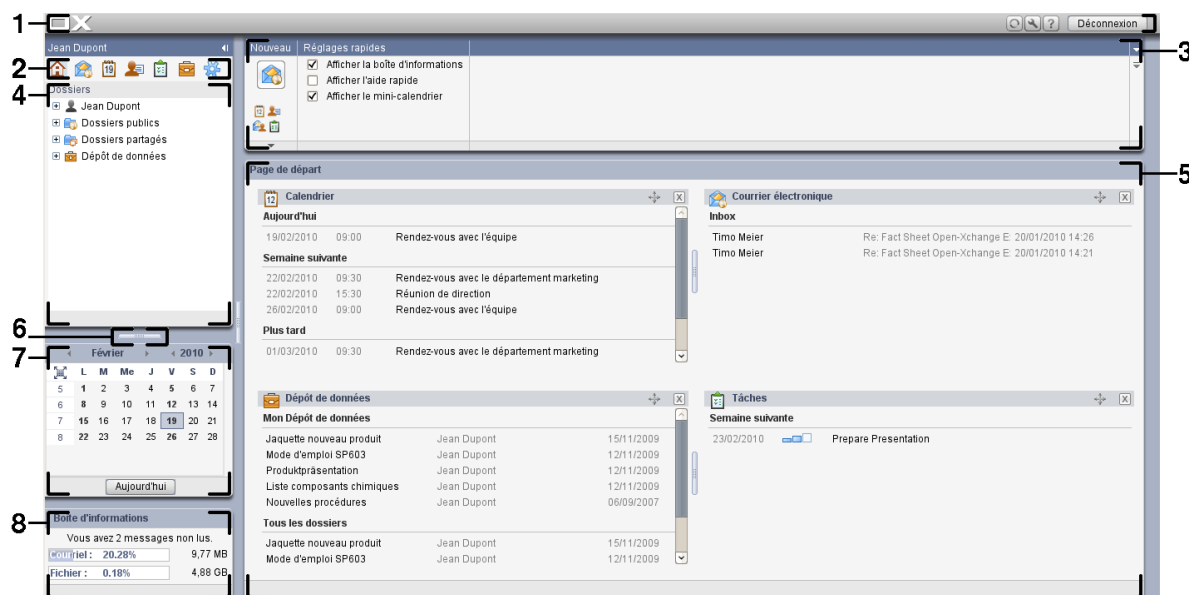 1 OX ? Déconnexion
Jean Dupont
2
19
4
Dossiers
Jean Dupont
Dossiers publics
Dossiers partagés
Dépôt de données
6
7
Février 2010
L M Me J V S D
5 1 2 3 4 5 6 7
6 8 9 10 11 12 13 14
7 15 16 17 18 19 20 21
8 22 23 24 25 26 27 28
Aujourd'hui
8
Boîte d'informations
Vous avez 2 messages non lus.
Courriel : 20.28% 9,77 MB
Fichier : 0.18% 4,88 GB
Nouveau Réglages rapides
3
Afficher la boîte d'informations
Afficher l'aide rapide
Afficher le mini-calendrier
Page de départ
5
12 Calendrier X
Aujourd'hui
19/02/2010 09:00 Rendez-vous avec l'équipe
Semaine suivante
22/02/2010 09:30 Rendez-vous avec le département marketing
22/02/2010 15:30 Réunion de direction
26/02/2010 09:00 Rendez-vous avec l'équipe
Plus tard
01/03/2010 09:30 Rendez-vous avec le département marketing
Courrier électronique X
Inbox
Timo Meier Re: Fact Sheet Open-Xchange E: 20/01/2010 14:26
Timo Meier Re: Fact Sheet Open-Xchange E: 20/01/2010 14:21
Dépôt de données X
Mon Dépôt de données
Jaquette nouveau produit Jean Dupont 15/11/2009
Mode d'emploi SP603 Jean Dupont 12/11/2009
Produktpräsentation Jean Dupont 12/11/2009
Liste composants chimiques Jean Dupont 12/11/2009
Nouvelles procédures Jean Dupont 06/09/2007
Tous les dossiers
Jaquette nouveau produit Jean Dupont 15/11/2009
Mode d'emploi SP603 Jean Dupont 12/11/2009
Tâches X
Semaine suivante
23/02/2010 Prepare Presentation